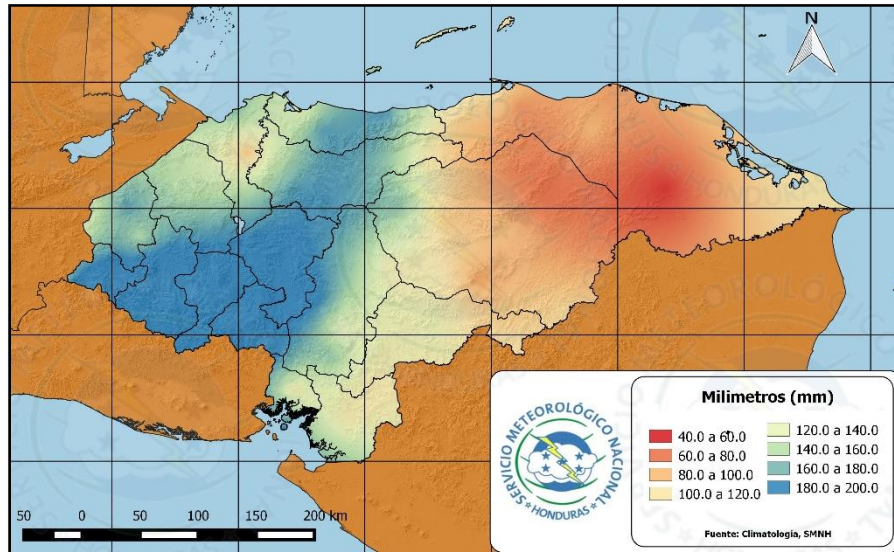 N
50 0 50 100 150 200 km
SERVICIO METEOROLÓGICO NACIONAL
*HONDURAS*
Milimetros (mm)
40.0 a 60.0
60.0 a 80.0
80.0 a 100.0
100.0 a 120.0
120.0 a 140.0
140.0 a 160.0
160.0 a 180.0
180.0 a 200.0
Fuente: Climatología, SMNH